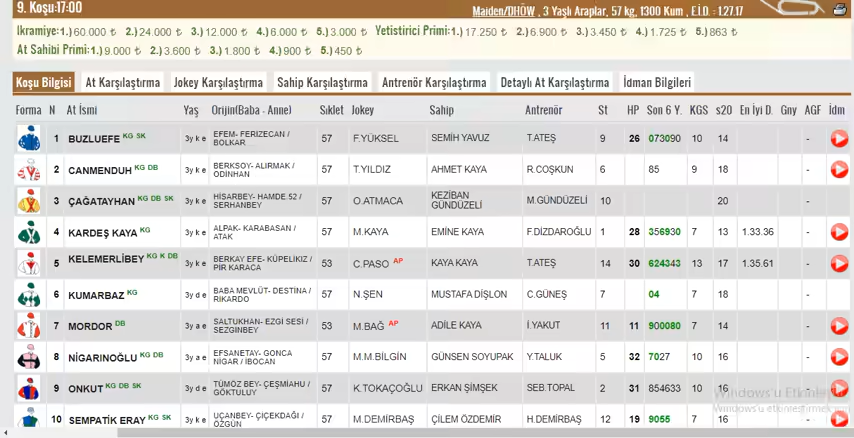 9. Koşu:17:00
Maiden/DHÖW , 3 Yaşlı Araplar, 57 kg, 1300 Kum , E.İ.D. : 1.27.17
Ikramiye:1.) 60.000 ₺ 2.) 24.000 ₺ 3.) 12.000 ₺ 4.) 6.000 ₺ 5.) 3.000 ₺ Yetistirici Primi:1.) 17.250 ₺ 2.) 6.900 ₺ 3.) 3.450 ₺ 4.) 1.725 ₺ 5.) 863 ₺
At Sahibi Primi:1.) 9.000 ₺ 2.) 3.600 ₺ 3.) 1.800 ₺ 4.) 900 ₺ 5.) 450 ₺
Koşu Bilgisi At Karşılaştırma Jokey Karşılaştırma Sahip Karşılaştırma Antrenör Karşılaştırma Detaylı At Karşılaştırma İdman Bilgileri
Forma N At İsmi Yaş Orijin(Baba - Anne) Sıklet Jokey Sahip Antrenör St HP Son 6 Y. KGS s20 En İyi D. Gny AGF İdm
1 BUZLUEFE KG SK 3y k e EFEM- FERIZECAN / BOLKAR 57 F.YÜKSEL SEMİH YAVUZ T.ATEŞ 9 26 073090 10 14 -
2 CANMENDUH KG DB 3y k e BERKSOY- ALIRMAK / ODINHAN 57 T.YILDIZ AHMET KAYA R.COŞKUN 6 85 9 18 -
3 ÇAĞATAYHAN KG DB SK 3y k e HİSARBEY- HAMDE.52 / SERHANBEY 57 O.ATMACA KEZİBAN GÜNDÜZELİ M.GÜNDÜZELİ 10 20 -
4 KARDEŞ KAYA KG 3y k e ALPAK- KARABASAN / ATAK 57 M.KAYA EMİNE KAYA F.DİZDAROĞLU 1 28 356930 7 13 1.33.36 -
5 KELEMERLİBEY KG K DB 3y k e BERKAY EFE- KÜPELIKIZ / PİR KARACA 53 C.PASO AP KAYA KAYA T.ATEŞ 14 30 624343 13 17 1.35.61 -
6 KUMARBAZ KG 3y d e BABA MEVLÜT- DESTİNA / RIKARDO 57 N.ŞEN MUSTAFA DİŞLON C.GÜNEŞ 7 04 7 18 -
7 MORDOR DB 3y a e SALTUKHAN- EZGI SESİ / SEZGINBEY 53 M.BAĞ AP ADİLE KAYA İ.YAKUT 11 11 900080 7 14 -
8 NİGARINOĞLU KG DB 3y a e EFSANETAY- GONCA NIGAR / IBOCAN 57 M.M.BİLGİN GÜNSEN SOYUPAK Y.TALUK 5 32 7027 10 16 -
9 ONKUT KG DB SK 3y d e TÜMÖZ BEY- ÇEŞMİAHU / GÖKTULUY 57 K.TOKAÇOĞLU ERKAN ŞİMŞEK SEB.TOPAL 2 31 854633 10 16
10 SEMPATİK ERAY KG SK 3y k e UÇANBEY- ÇİÇEKDAĞI / ÖZGÜN 57 M.DEMİRBAŞ ÇİLEM ÖZDEMİR H.DEMİRBAŞ 12 19 9055 7 16
Windows'u Etkinleştir